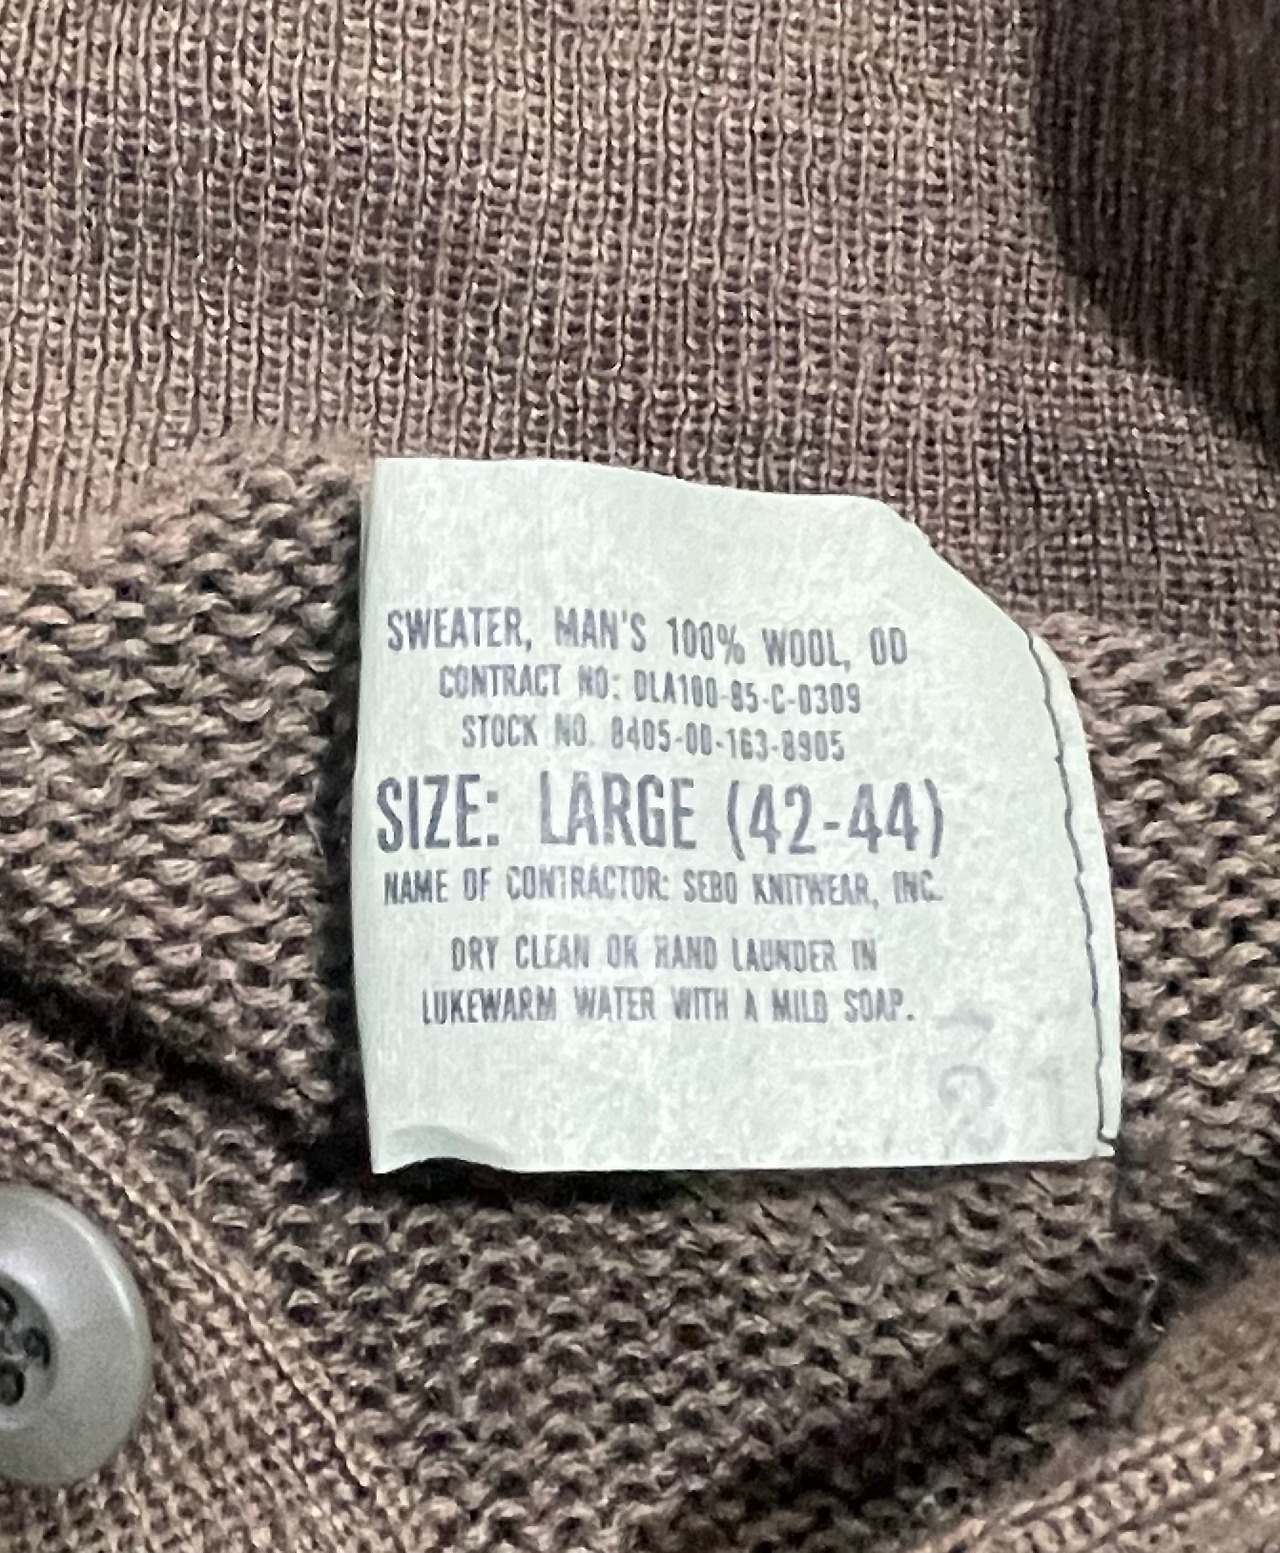 SWEATER, MAN'S 100% WOOL, OD
CONTRACT NO: DLA100-85-C-0309
STOCK NO. 8405-00-163-8905
SIZE: LARGE (42-44)
NAME OF CONTRACTOR: SEBO KNITWEAR, INC.
DRY CLEAN OR HAND LAUNDER IN
LUKEWARM WATER WITH A MILD SOAP.